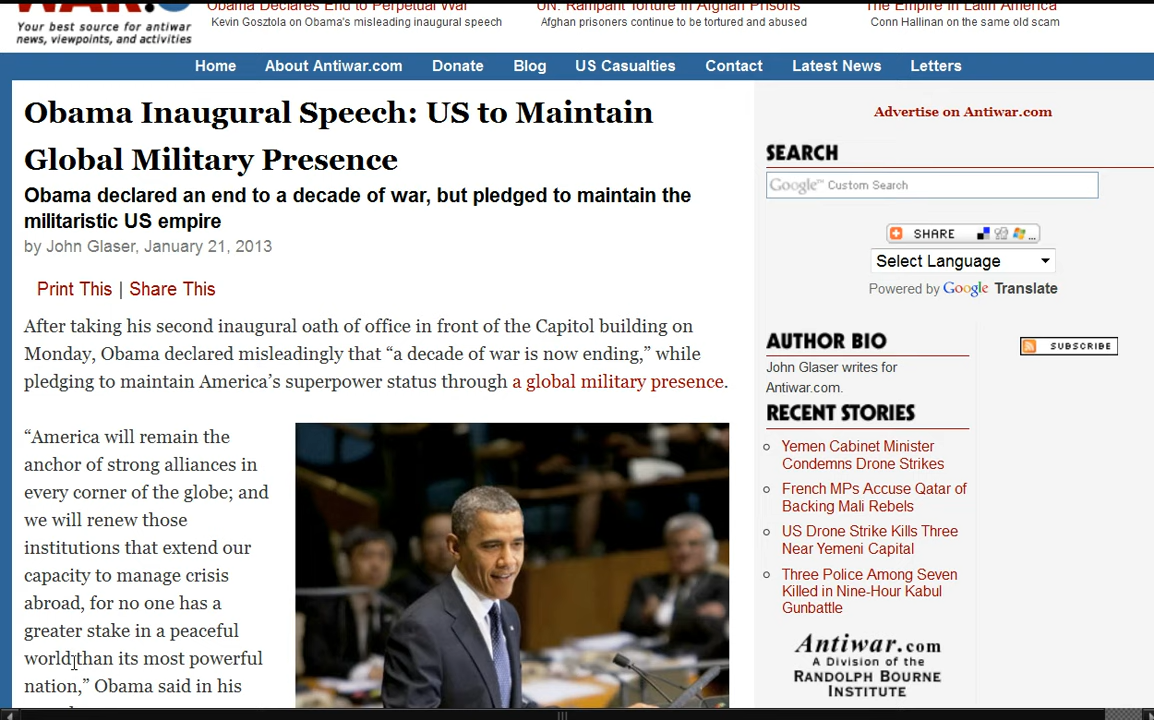 Your best source for antiwar
news, viewpoints, and activities
Obama Declares End to Perpetual War
Kevin Gosztola on Obama's misleading inaugural speech
UN: Rampant Torture in Afghan Prisons
Afghan prisoners continue to be tortured and abused
The Empire in Latin America
Conn Hallinan on the same old scam
Home About Antiwar.com Donate Blog US Casualties Contact Latest News Letters
Obama Inaugural Speech: US to Maintain
Global Military Presence
Obama declared an end to a decade of war, but pledged to maintain the
militaristic US empire
by John Glaser, January 21, 2013
Print This | Share This
After taking his second inaugural oath of office in front of the Capitol building on
Monday, Obama declared misleadingly that “a decade of war is now ending,” while
pledging to maintain America’s superpower status through a global military presence.
“America will remain the
anchor of strong alliances in
every corner of the globe; and
we will renew those
institutions that extend our
capacity to manage crisis
abroad, for no one has a
greater stake in a peaceful
world than its most powerful
nation,” Obama said in his
Advertise on Antiwar.com
SEARCH
Google™ Custom Search
SHARE ...
Select Language
Powered by Google Translate
AUTHOR BIO
John Glaser writes for
Antiwar.com.
SUBSCRIBE
RECENT STORIES
Yemen Cabinet Minister
Condemns Drone Strikes
French MPs Accuse Qatar of
Backing Mali Rebels
US Drone Strike Kills Three
Near Yemeni Capital
Three Police Among Seven
Killed in Nine-Hour Kabul
Gunbattle
Antiwar.com
A Division of the
RANDOLPH BOURNE
INSTITUTE